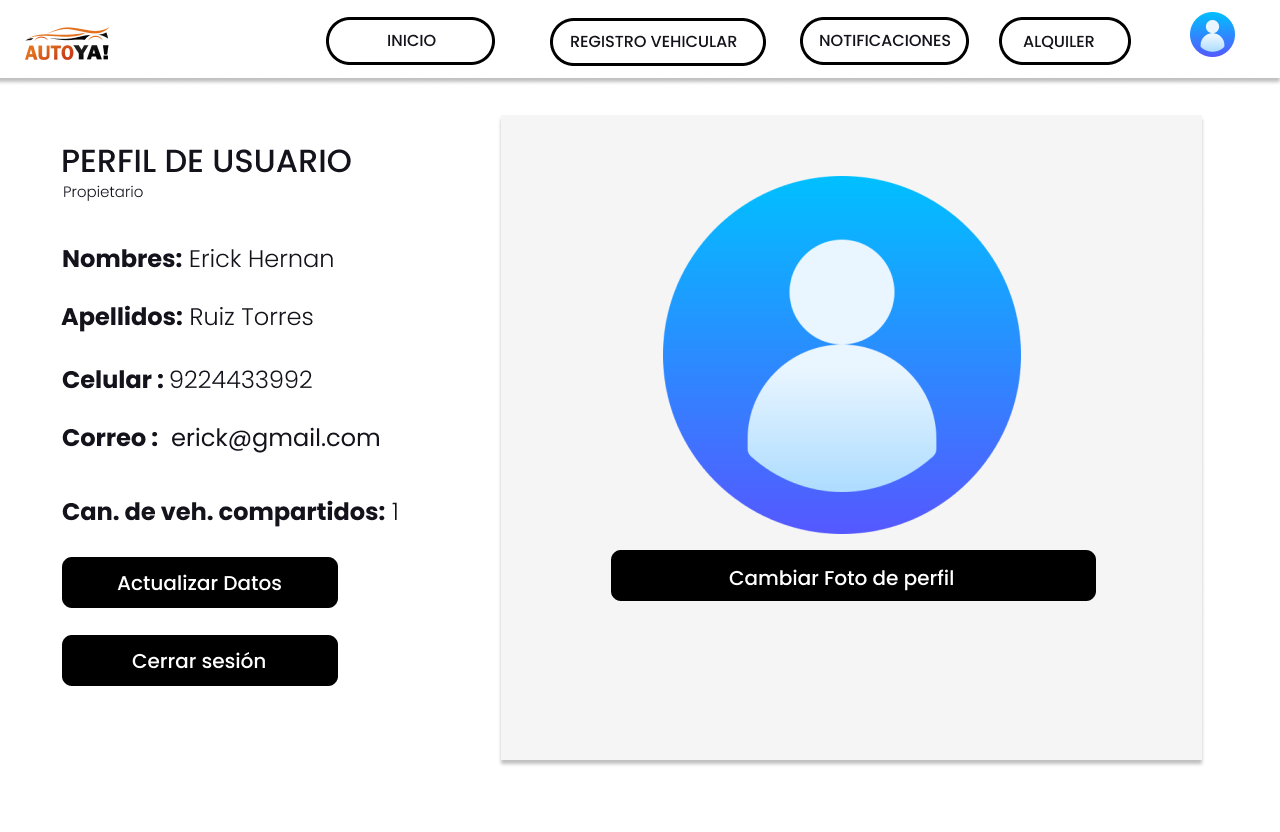 AUTOYA!
INICIO
REGISTRO VEHICULAR
NOTIFICACIONES
ALQUILER
PERFIL DE USUARIO
Propietario
Nombres: Erick Hernan
Apellidos: Ruiz Torres
Celular : 9224433992
Correo : erick@gmail.com
Can. de veh. compartidos: 1
Actualizar Datos
Cerrar sesión
Cambiar Foto de perfil